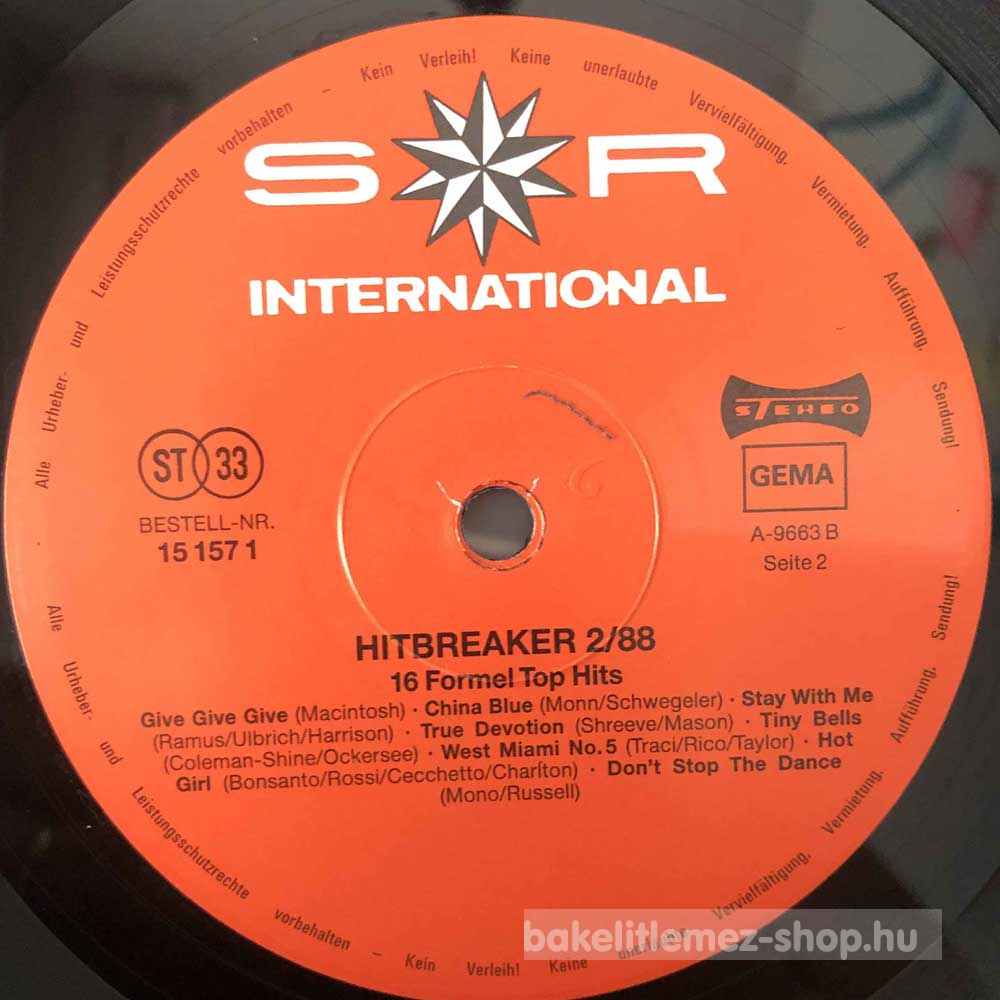 Alle Urheber- und Leistungsschutzrechte vorbehalten – Kein Verleih! Keine unerlaubte Vervielfältigung, Vermietung, Aufführung, Sendung!
S R
INTERNATIONAL
STEREO
ST 33
GEMA
BESTELL-NR.
15 157 1
A-9663 B
Seite 2
HITBREAKER 2/88
16 Formel Top Hits
Give Give Give (Macintosh) · China Blue (Monn/Schwegeler) · Stay With Me
(Ramus/Ulbrich/Harrison) · True Devotion (Shreeve/Mason) · Tiny Bells
(Coleman-Shine/Ockersee) · West Miami No. 5 (Traci/Rico/Taylor) · Hot
Girl (Bonsanto/Rossi/Cecchetto/Charlton) · Don't Stop The Dance
(Mono/Russell)
Alle Urheber- und Leistungsschutzrechte vorbehalten – Kein Verleih! Keine unerlaubte Vervielfältigung, Vermietung, Aufführung, Sendung!
bakelitlemez-shop.hu